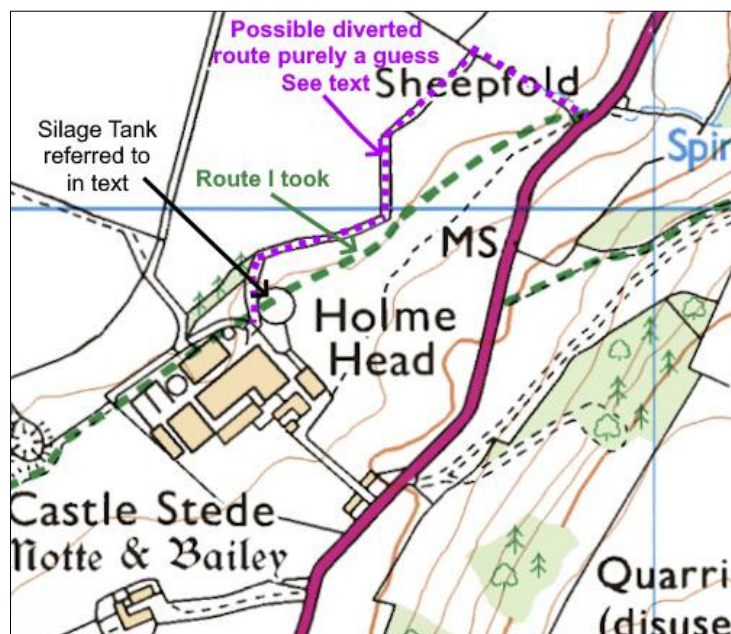 Possible diverted
route purely a guess
See text
Sheepfold
Silage Tank
referred to
in text
Route I took
Spir
MS
Holme
Head
Castle Stede
Motte & Bailey
Quarri
(disuse